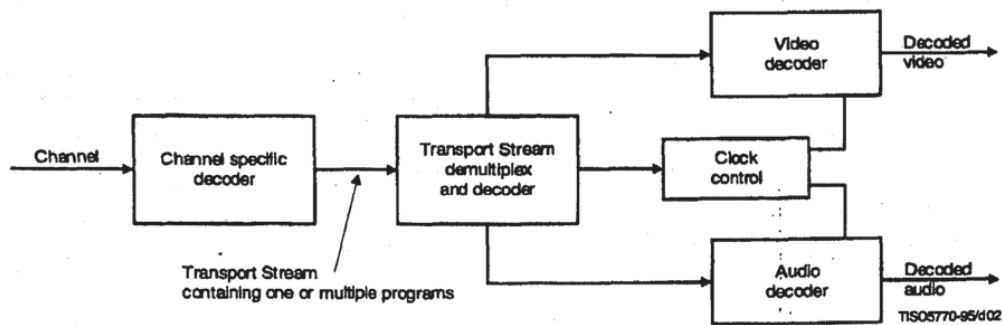 Channel
Channel specific
decoder
Transport Stream
containing one or multiple programs
Transport Stream
demultiplex
and decoder
Video
decoder
Decoded
video
Clock
control
Audio
decoder
Decoded
audio
TISO5770-95/d02